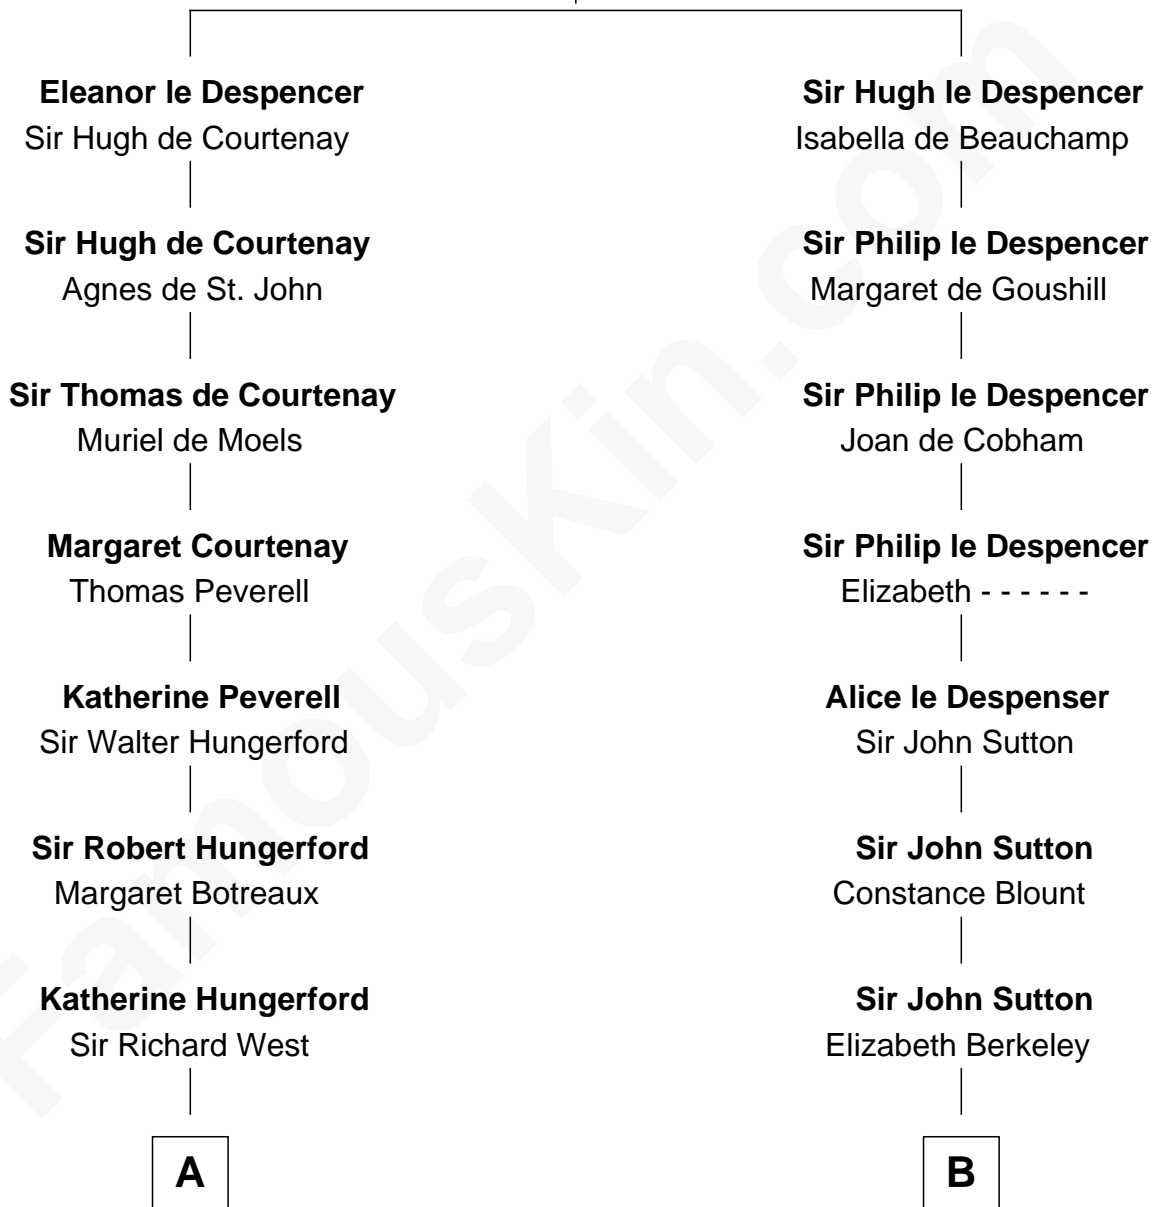 Eleanor le Despencer
Sir Hugh de Courtenay
Sir Hugh de Courtenay
Agnes de St. John
Sir Thomas de Courtenay
Muriel de Moels
Margaret Courtenay
Thomas Peverell
Katherine Peverell
Sir Walter Hungerford
Sir Robert Hungerford
Margaret Botreaux
Katherine Hungerford
Sir Richard West
A
Sir Hugh le Despencer
Isabella de Beauchamp
Sir Philip le Despencer
Margaret de Goushill
Sir Philip le Despencer
Joan de Cobham
Sir Philip le Despencer
Elizabeth - - - - - -
Alice le Despenser
Sir John Sutton
Sir John Sutton
Constance Blount
Sir John Sutton
Elizabeth Berkeley
B
FamousKin.com